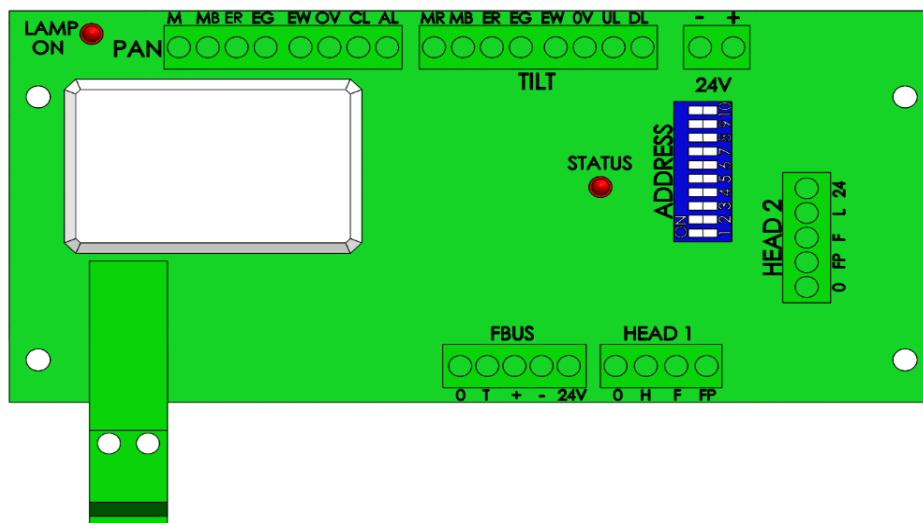 M MB ER EG EW OV CL AL
MR MB ER EG EW 0V UL DL
- +
LAMP ON
PAN
TILT
24V
STATUS
ADDRESS
ON
1 2 3 4 5 6 7 8 9 10
HEAD 2
0 FP F L 24
FBUS
0 T + - 24V
HEAD 1
0 H F FP